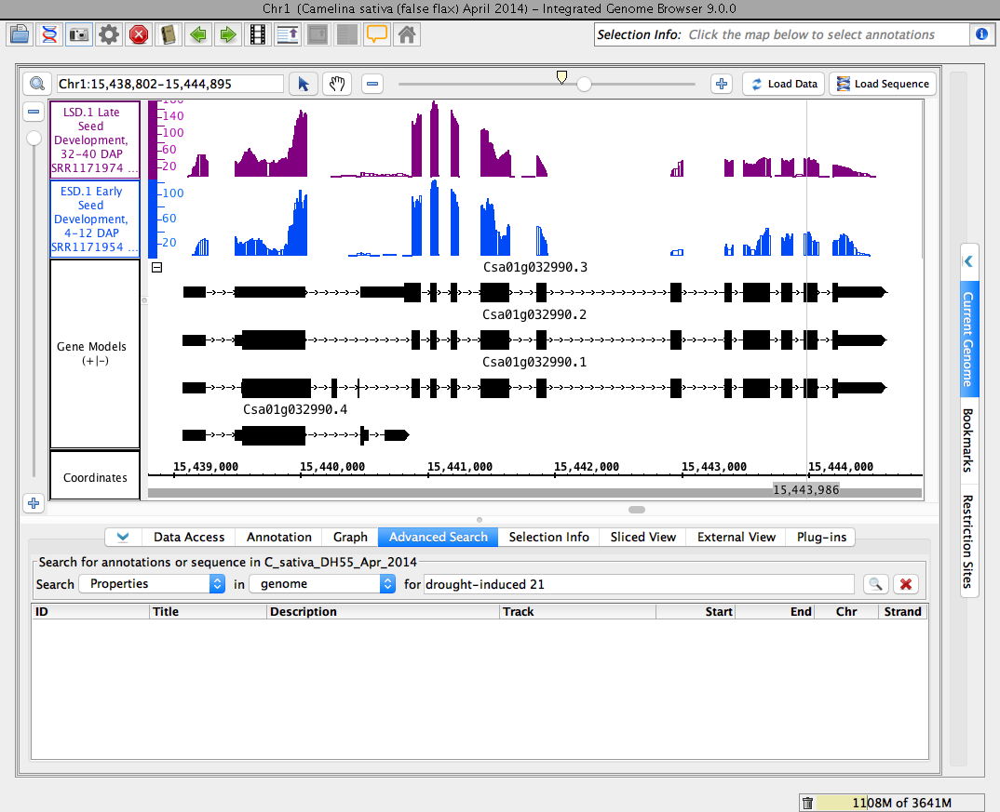 Chr1 (Camelina sativa (false flax) April 2014) – Integrated Genome Browser 9.0.0
Selection Info: Click the map below to select annotations
Chr1:15,438,802-15,444,895
Load Data
Load Sequence
LSD.1 Late
Seed
Development,
32-40 DAP
SRR1171974 ...
180
140
100
60
20
ESD.1 Early
Seed
Development,
4-12 DAP
SRR1171954 ...
100
60
20
Gene Models
(+|-)
Csa01g032990.3
Csa01g032990.2
Csa01g032990.1
Csa01g032990.4
Coordinates
15,439,000 15,440,000 15,441,000 15,442,000 15,443,000 15,444,000
15,443,986
Current Genome
Bookmarks
Restriction Sites
Data Access Annotation Graph Advanced Search Selection Info Sliced View External View Plug-ins
Search for annotations or sequence in C_sativa_DH55_Apr_2014
Search Properties in genome for drought-induced 21
ID Title Description Track Start End Chr Strand
1108M of 3641M